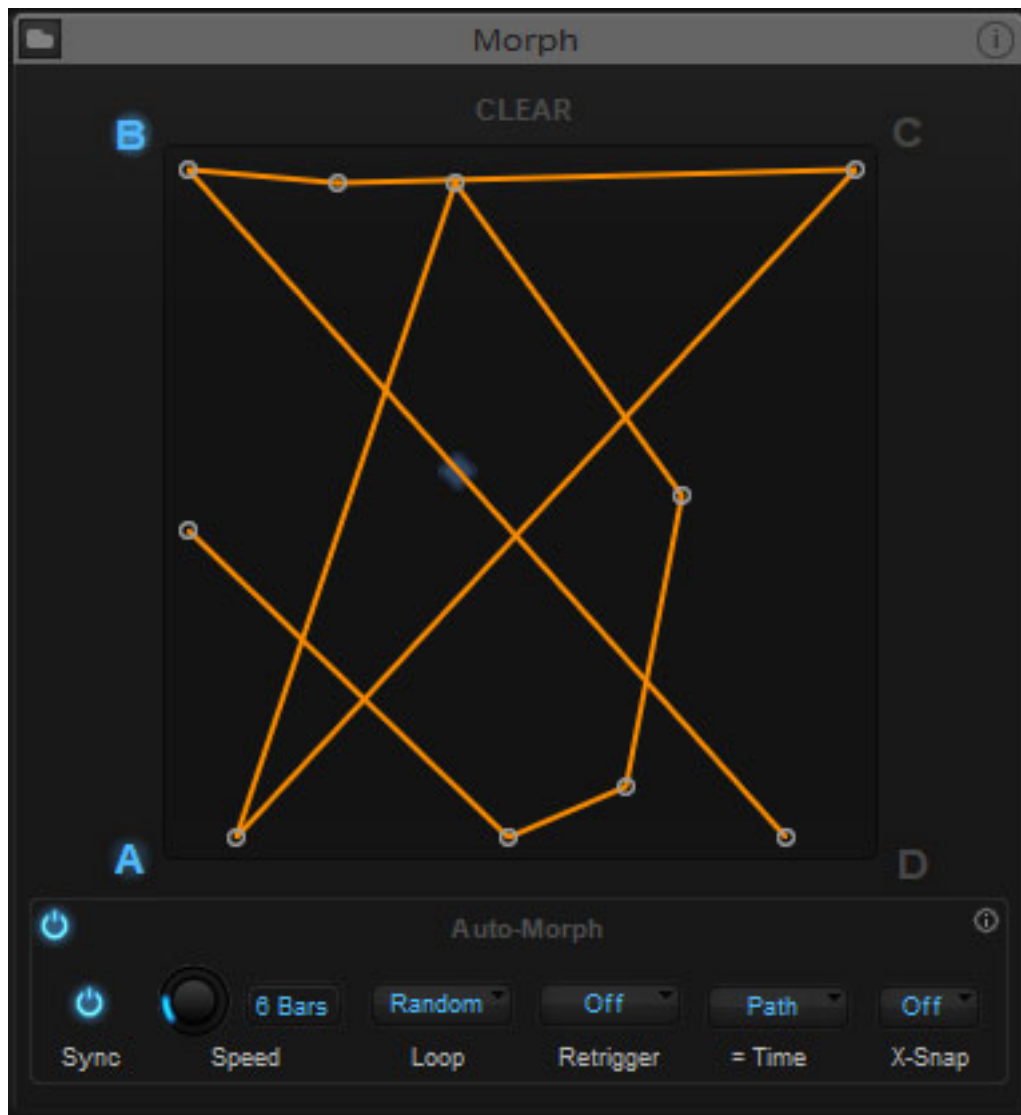 Morph
CLEAR
B
C
A
D
Auto-Morph
6 Bars
Random
Off
Path
Off
Sync
Speed
Loop
Retrigger
= Time
X-Snap